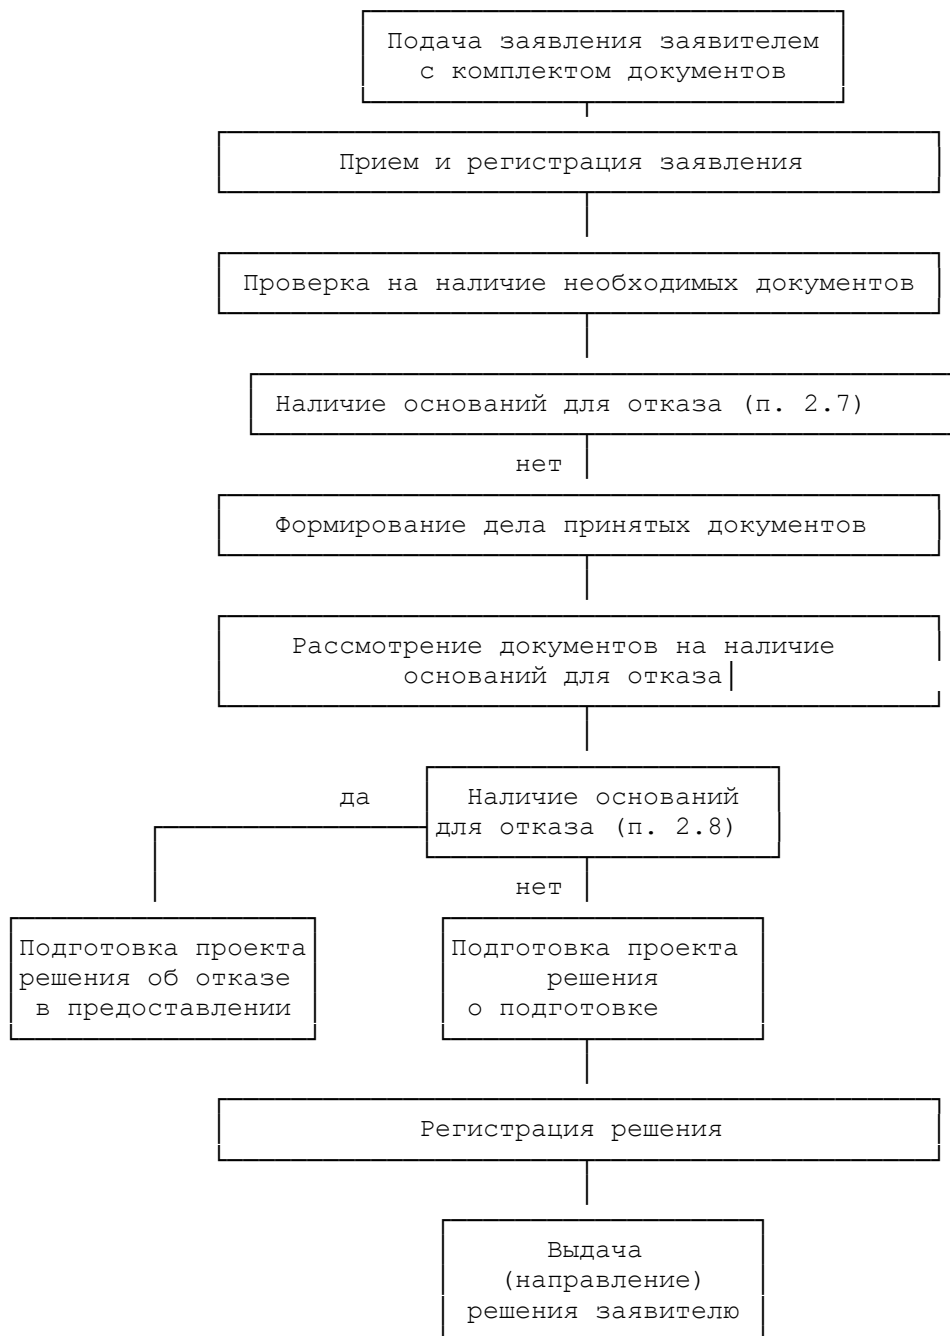 Подача заявления заявителем
с комплектом документов
Прием и регистрация заявления
Проверка на наличие необходимых документов
Наличие оснований для отказа (п. 2.7)
нет
Формирование дела принятых документов
Рассмотрение документов на наличие
оснований для отказа
да
Наличие оснований
для отказа (п. 2.8)
нет
Подготовка проекта
решения об отказе
в предоставлении
Подготовка проекта
решения
о подготовке
Регистрация решения
Выдача
(направление)
решения заявителю